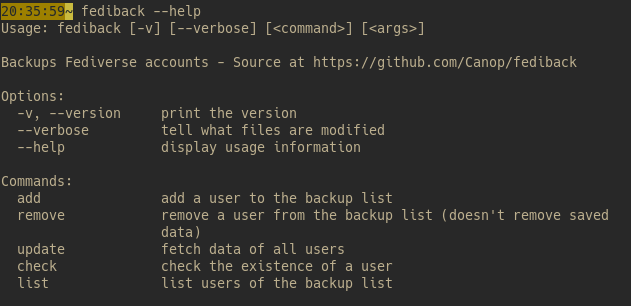 20:35:59~ fediback --help
Usage: fediback [-v] [--verbose] [<command>] [<args>]
Backups Fediverse accounts - Source at https://github.com/Canop/fediback
Options:
-v, --version print the version
--verbose tell what files are modified
--help display usage information
Commands:
add add a user to the backup list
remove remove a user from the backup list (doesn't remove saved
data)
update fetch data of all users
check check the existence of a user
list list users of the backup list